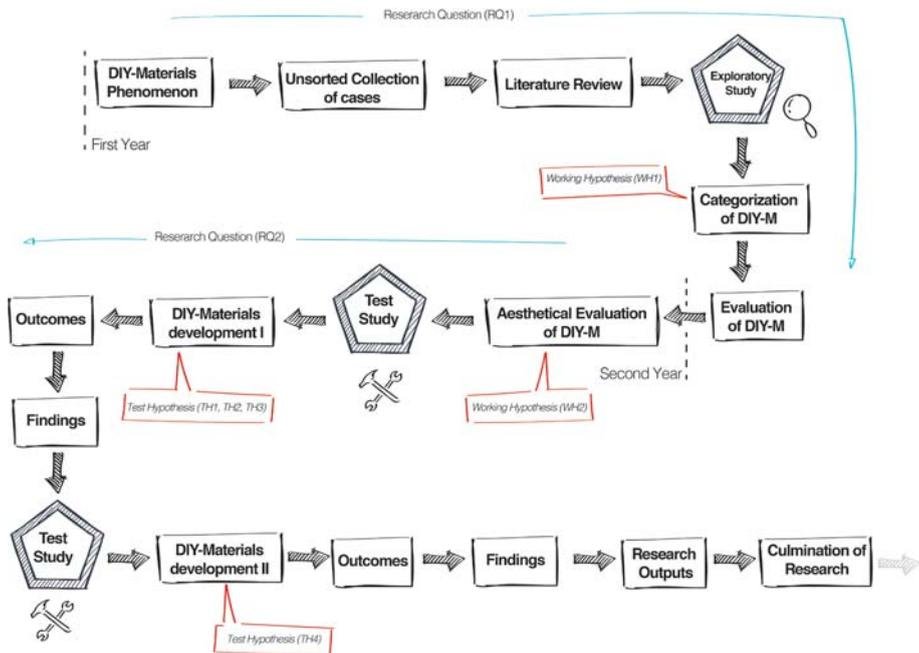 Reserarch Question (RQ1)
DIY-Materials
Phenomenon
Unsorted Collection
of cases
Literature Review
Exploratory
Study
First Year
Working Hypothesis (WH1)
Categorization
of DIY-M
Reserarch Question (RQ2)
Outcomes
DIY-Materials
development I
Test
Study
Aesthetical Evaluation
of DIY-M
Evaluation
of DIY-M
Second Year
Test Hypothesis (TH1, TH2, TH3)
Working Hypothesis (WH2)
Findings
Test
Study
DIY-Materials
development II
Outcomes
Findings
Research
Outputs
Culmination of
Research
Test Hypothesis (TH4)